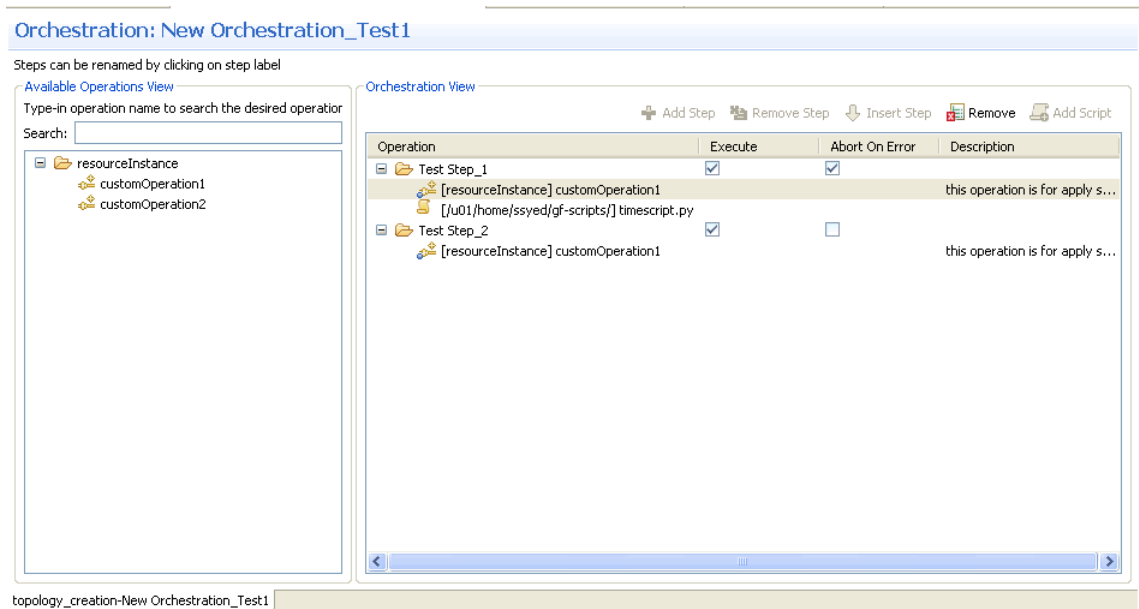 Orchestration: New Orchestration_Test1
Steps can be renamed by clicking on step label
Available Operations View
Type-in operation name to search the desired operatior
Search:
resourceInstance
customOperation1
customOperation2
Orchestration View
Add Step Remove Step Insert Step Remove Add Script
Operation Execute Abort On Error Description
Test Step_1
[resourceInstance] customOperation1 this operation is for apply s...
[/u01/home/ssyed/gf-scripts/] timescript.py
Test Step_2
[resourceInstance] customOperation1 this operation is for apply s...
topology_creation-New Orchestration_Test1